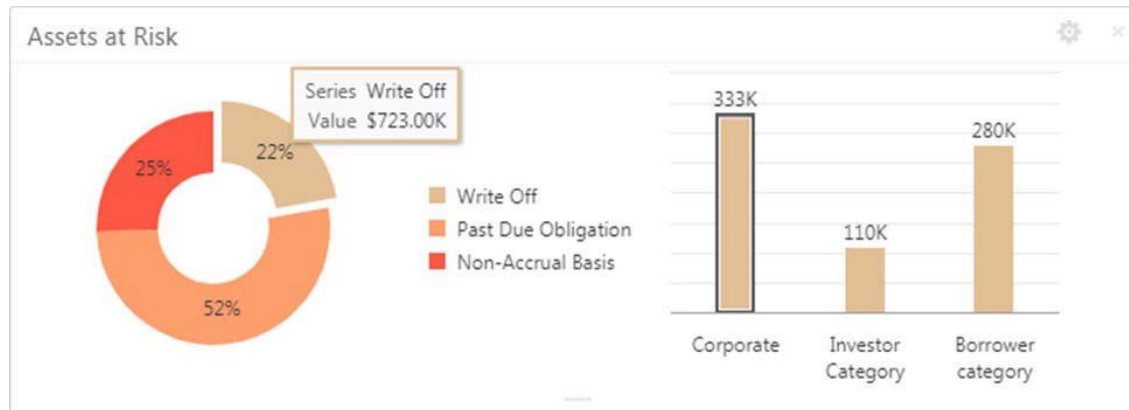 Assets at Risk
Series Write Off
Value $723.00K
22%
25%
52%
Write Off
Past Due Obligation
Non-Accrual Basis
333K
110K
280K
Corporate
Investor
Category
Borrower
category